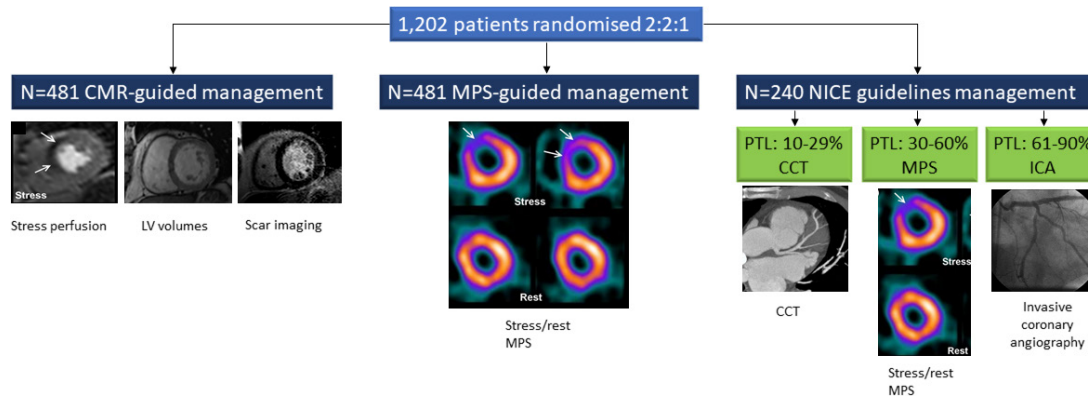 1,202 patients randomised 2:2:1
N=481 CMR-guided management
N=481 MPS-guided management
N=240 NICE guidelines management
PTL: 10-29%
CCT
PTL: 30-60%
MPS
PTL: 61-90%
ICA
Stress
Stress perfusion
LV volumes
Scar imaging
Stress
Rest
Stress/rest
MPS
CCT
Stress
Rest
Stress/rest
MPS
Invasive
coronary
angiography